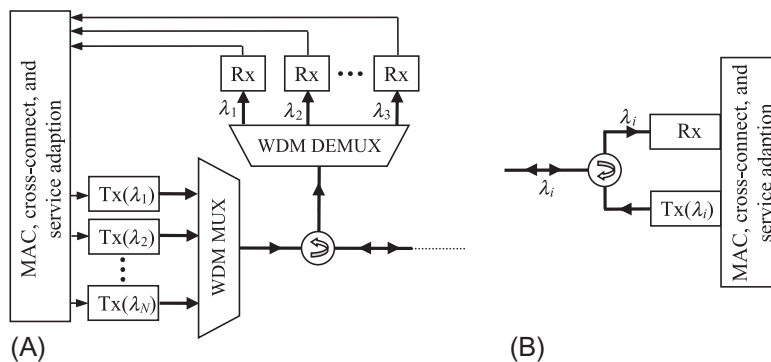 MAC, cross-connect, and
service adaption
Rx
Rx
•••
Rx
λ1
λ2
λ3
WDM DEMUX
Tx(λ1)
Tx(λ2)
Tx(λN)
WDM MUX
(A)
λi
λi
Rx
Tx(λi)
MAC, cross-connect, and
service adaption
(B)